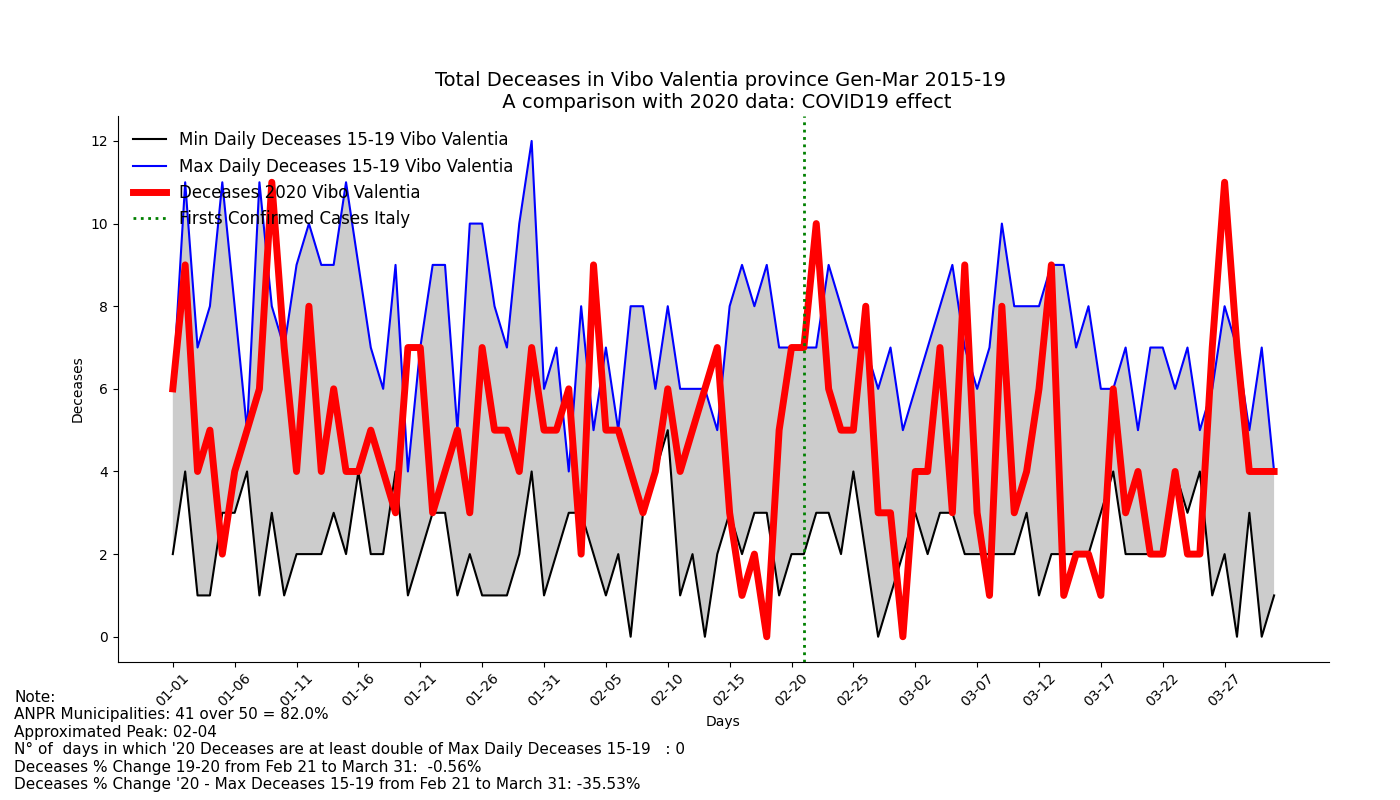 Total Deceases in Vibo Valentia province Gen-Mar 2015-19
A comparison with 2020 data: COVID19 effect
Min Daily Deceases 15-19 Vibo Valentia
Max Daily Deceases 15-19 Vibo Valentia
Deceases 2020 Vibo Valentia
Firsts Confirmed Cases Italy
12
10
8
6
4
2
0
Deceases
01-01 01-06 01-11 01-16 01-21 01-26 01-31 02-05 02-10 02-15 02-20 02-25 03-02 03-07 03-12 03-17 03-22 03-27
Days
Note:
ANPR Municipalities: 41 over 50 = 82.0%
Approximated Peak: 02-04
N° of  days in which '20 Deceases are at least double of Max Daily Deceases 15-19   : 0
Deceases % Change 19-20 from Feb 21 to March 31:  -0.56%
Deceases % Change '20 - Max Deceases 15-19 from Feb 21 to March 31: -35.53%